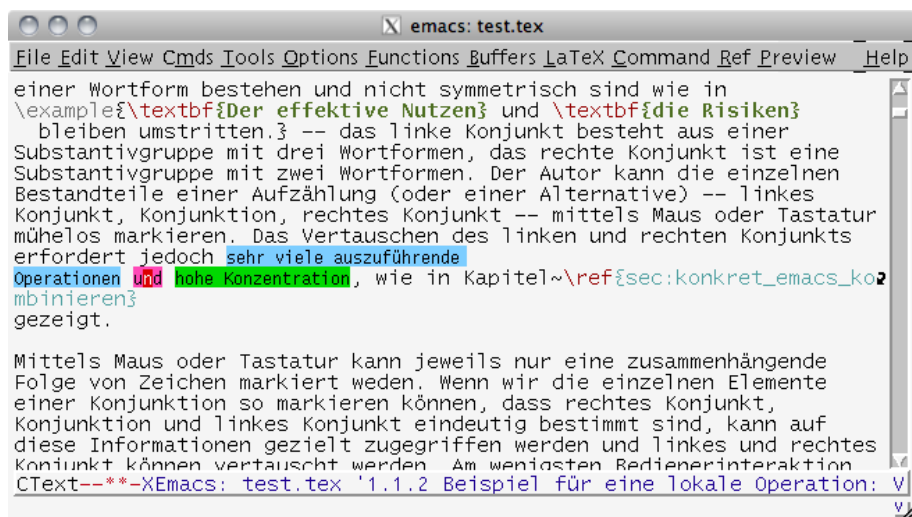 X emacs: test.tex
File Edit View Cmds Tools Options Functions Buffers LaTeX Command Ref Preview Help
einer Wortform bestehen und nicht symmetrisch sind wie in
\example{\textbf{Der effektive Nutzen} und \textbf{die Risiken}
bleiben umstritten.} -- das linke Konjunkt besteht aus einer
Substantivgruppe mit drei Wortformen, das rechte Konjunkt ist eine
Substantivgruppe mit zwei Wortformen. Der Autor kann die einzelnen
Bestandteile einer Aufzählung (oder einer Alternative) -- linkes
Konjunkt, Konjunktion, rechtes Konjunkt -- mittels Maus oder Tastatur
mühelos markieren. Das Vertauschen des linken und rechten Konjunkts
erfordert jedoch sehr viele auszuführende
Operationen und hohe Konzentration, wie in Kapitel~\ref{sec:konkret_emacs_ko
mbinieren}
gezeigt.
Mittels Maus oder Tastatur kann jeweils nur eine zusammenhängende
Folge von Zeichen markiert weden. Wenn wir die einzelnen Elemente
einer Konjunktion so markieren können, dass rechtes Konjunkt,
Konjunktion und linkes Konjunkt eindeutig bestimmt sind, kann auf
diese Informationen gezielt zugegriffen werden und linkes und rechtes
Konjunkt können vertauscht werden. Am wenigsten Bedienerinteraktion
CText--**-XEmacs: test.tex '1.1.2 Beispiel für eine lokale Operation: V
V